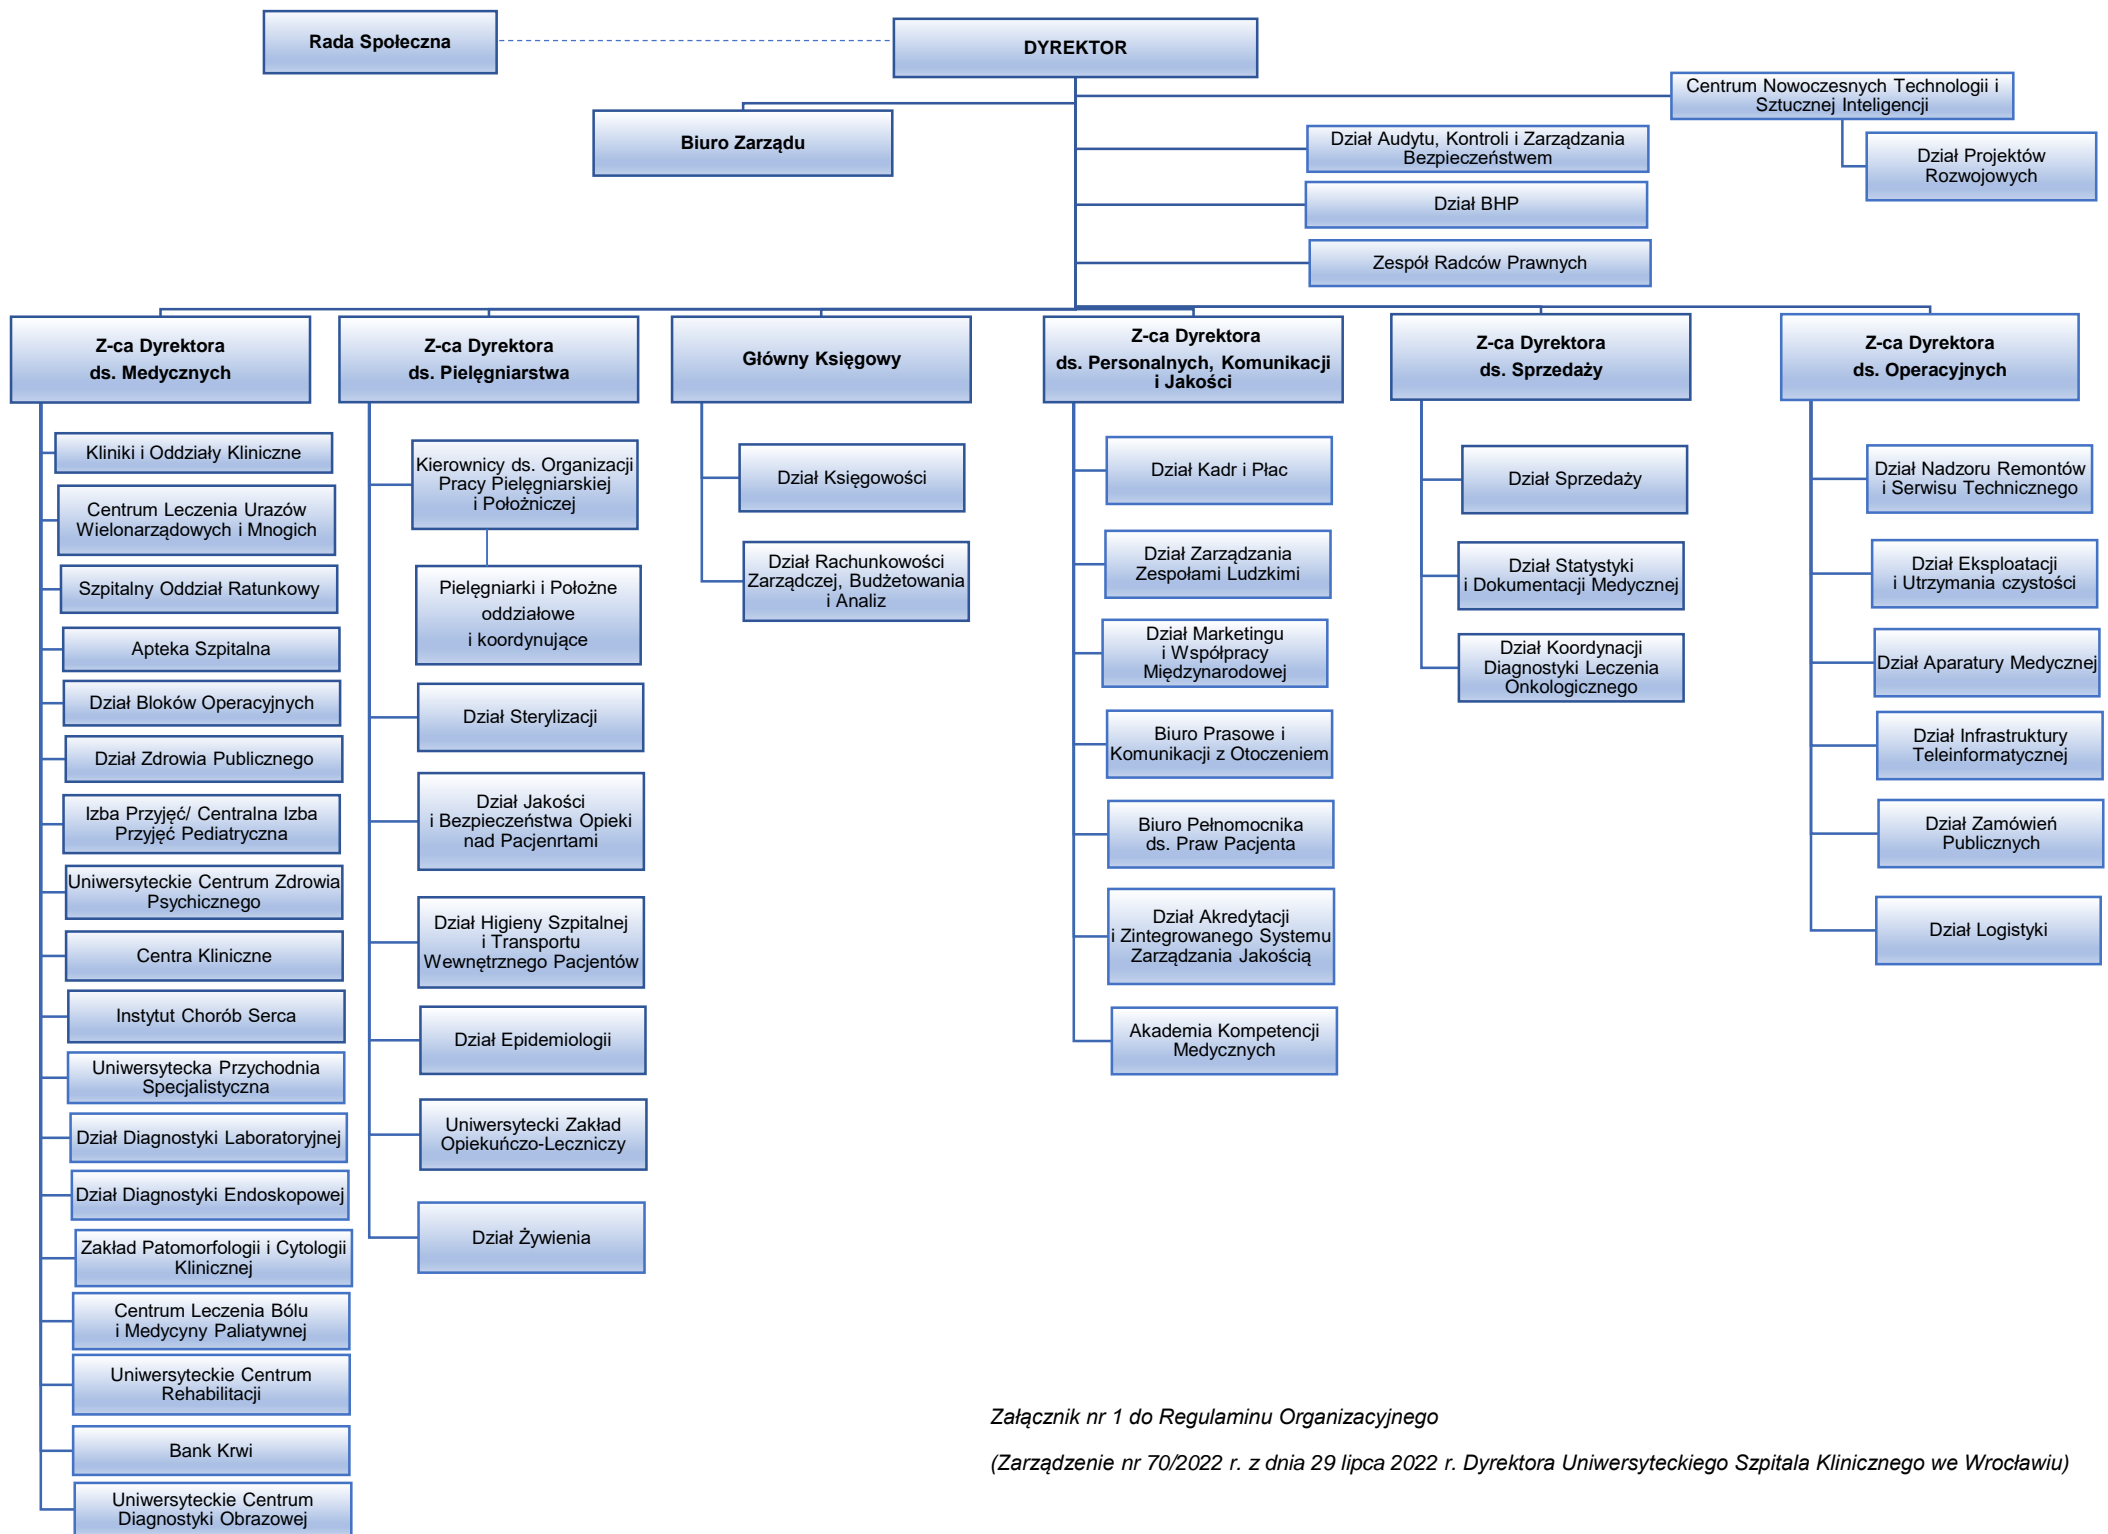 Rada Społeczna
DYREKTOR
Centrum Nowoczesnych Technologii i
Sztucznej Inteligencji
Biuro Zarządu
Dział Audytu, Kontroli i Zarządzania
Bezpieczeństwem
Dział Projektów
Rozwojowych
Dział BHP
Zespół Radców Prawnych
Z-ca Dyrektora
ds. Medycznych
Kliniki i Oddziały Kliniczne
Centrum Leczenia Urazów
Wielonarządowych i Mnogich
Szpitalny Oddział Ratunkowy
Apteka Szpitalna
Dział Bloków Operacyjnych
Dział Zdrowia Publicznego
Izba Przyjęć/ Centralna Izba
Przyjęć Pediatryczna
Uniwersyteckie Centrum Zdrowia
Psychicznego
Centra Kliniczne
Instytut Chorób Serca
Uniwersytecka Przychodnia
Specjalistyczna
Dział Diagnostyki Laboratoryjnej
Dział Diagnostyki Endoskopowej
Zakład Patomorfologii i Cytologii
Klinicznej
Centrum Leczenia Bólu
i Medycyny Paliatywnej
Uniwersyteckie Centrum
Rehabilitacji
Bank Krwi
Uniwersyteckie Centrum
Diagnostyki Obrazowej
Z-ca Dyrektora
ds. Pielęgniarstwa
Kierownicy ds. Organizacji
Pracy Pielęgniarskiej
i Położniczej
Pielęgniarki i Położne
oddziałowe
i koordynujące
Dział Sterylizacji
Dział Jakości
i Bezpieczeństwa Opieki
nad Pacjenrtami
Dział Higieny Szpitalnej
i Transportu
Wewnętrznego Pacjentów
Dział Epidemiologii
Uniwersytecki Zakład
Opiekuńczo-Leczniczy
Dział Żywienia
Główny Księgowy
Dział Księgowości
Dział Rachunkowości
Zarządczej, Budżetowania
i Analiz
Z-ca Dyrektora
ds. Personalnych, Komunikacji
i Jakości
Dział Kadr i Płac
Dział Zarządzania
Zespołami Ludzkimi
Dział Marketingu
i Współpracy
Międzynarodowej
Biuro Prasowe i
Komunikacji z Otoczeniem
Biuro Pełnomocnika
ds. Praw Pacjenta
Dział Akredytacji
i Zintegrowanego Systemu
Zarządzania Jakością
Akademia Kompetencji
Medycznych
Z-ca Dyrektora
ds. Sprzedaży
Dział Sprzedaży
Dział Statystyki
i Dokumentacji Medycznej
Dział Koordynacji
Diagnostyki Leczenia
Onkologicznego
Z-ca Dyrektora
ds. Operacyjnych
Dział Nadzoru Remontów
i Serwisu Technicznego
Dział Eksploatacji
i Utrzymania czystości
Dział Aparatury Medycznej
Dział Infrastruktury
Teleinformatycznej
Dział Zamówień
Publicznych
Dział Logistyki
Załącznik nr 1 do Regulaminu Organizacyjnego
(Zarządzenie nr 70/2022 r. z dnia 29 lipca 2022 r. Dyrektora Uniwersyteckiego Szpitala Klinicznego we Wrocławiu)